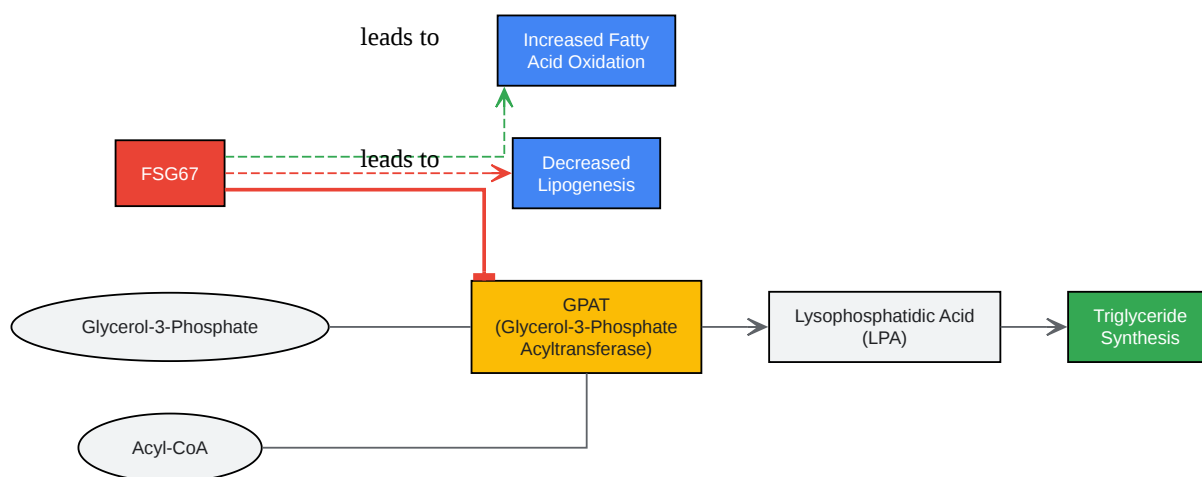 leads to
Increased Fatty
Acid Oxidation
leads to
FSG67
Decreased
Lipogenesis
Glycerol-3-Phosphate
GPAT
(Glycerol-3-Phosphate
Acyltransferase)
Lysophosphatidic Acid
(LPA)
Triglyceride
Synthesis
Acyl-CoA